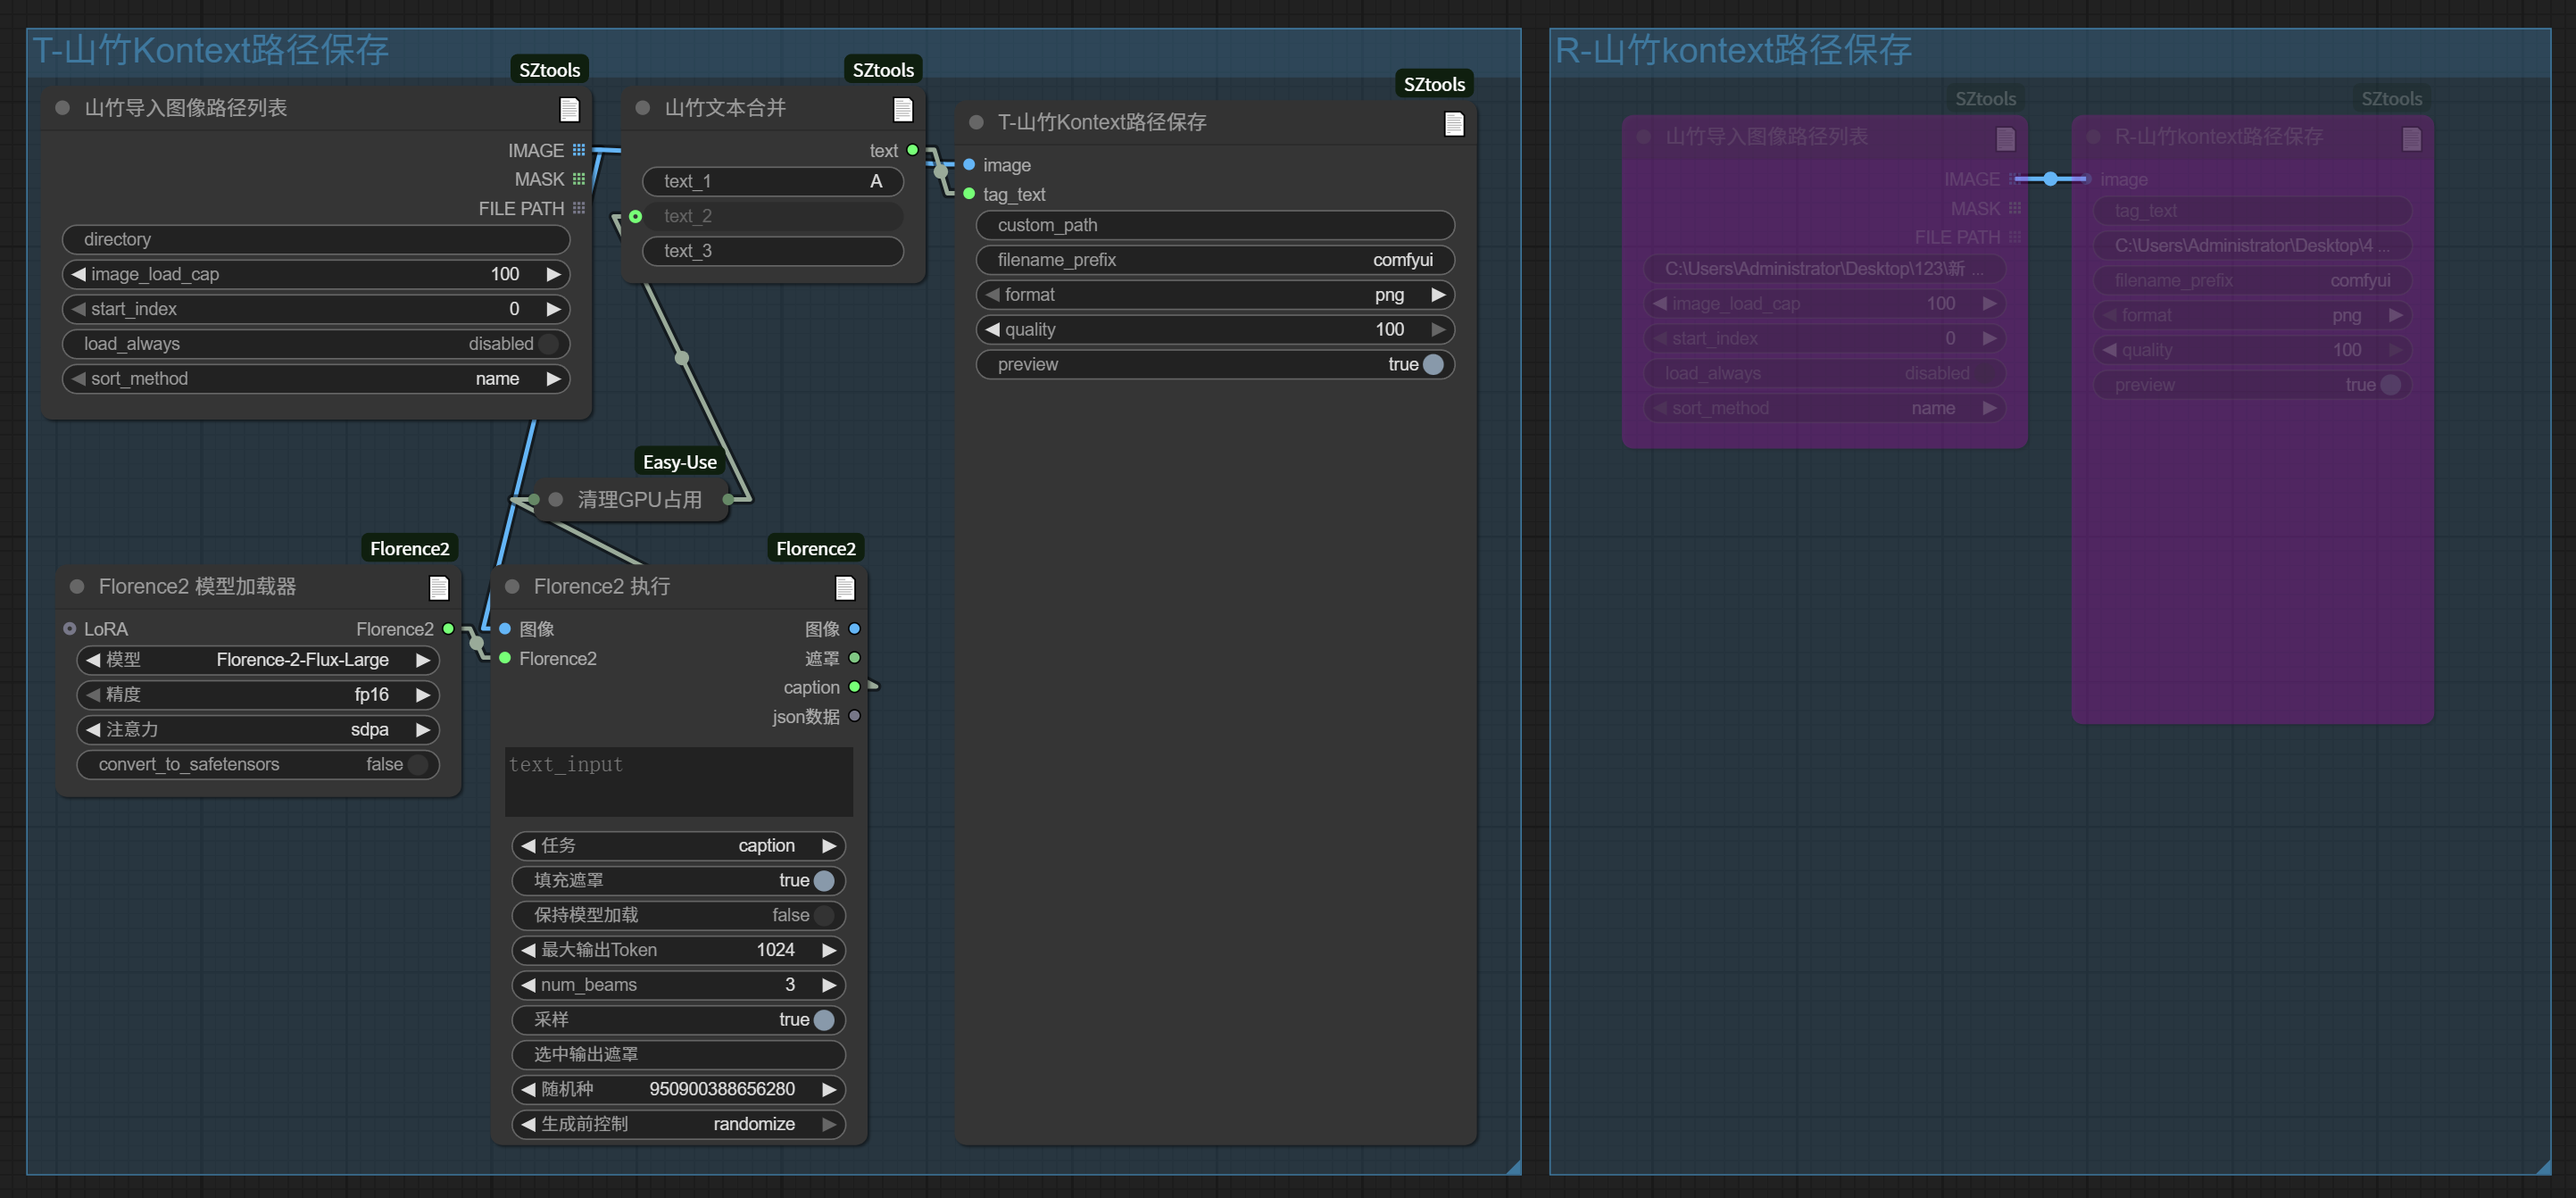 T-山竹Kontext路径保存
SZtools
山竹导入图像路径列表
IMAGE
MASK
FILE PATH
directory
image_load_cap 100
start_index 0
load_always disabled
sort_method name
SZtools
山竹文本合并
text
text_1 A
text_2
text_3
SZtools
T-山竹Kontext路径保存
image
tag_text
custom_path
filename_prefix comfyui
format png
quality 100
preview true
Easy-Use
清理GPU占用
Florence2
Florence2 模型加载器
LoRA Florence2
模型 Florence-2-Flux-Large
精度 fp16
注意力 sdpa
convert_to_safetensors false
Florence2
Florence2 执行
图像 图像
Florence2 遮罩
caption
json数据
text_input
任务 caption
填充遮罩 true
保持模型加载 false
最大输出Token 1024
num_beams 3
采样 true
选中输出遮罩
随机种 950900388656280
生成前控制 randomize
R-山竹kontext路径保存
SZtools
山竹导入图像路径列表
IMAGE
MASK
FILE PATH
C:\Users\Administrator\Desktop\123\新 ...
image_load_cap 100
start_index 0
load_always disabled
sort_method name
SZtools
R-山竹kontext路径保存
image
tag_text
C:\Users\Administrator\Desktop\4 ...
filename_prefix comfyui
format png
quality 100
preview true